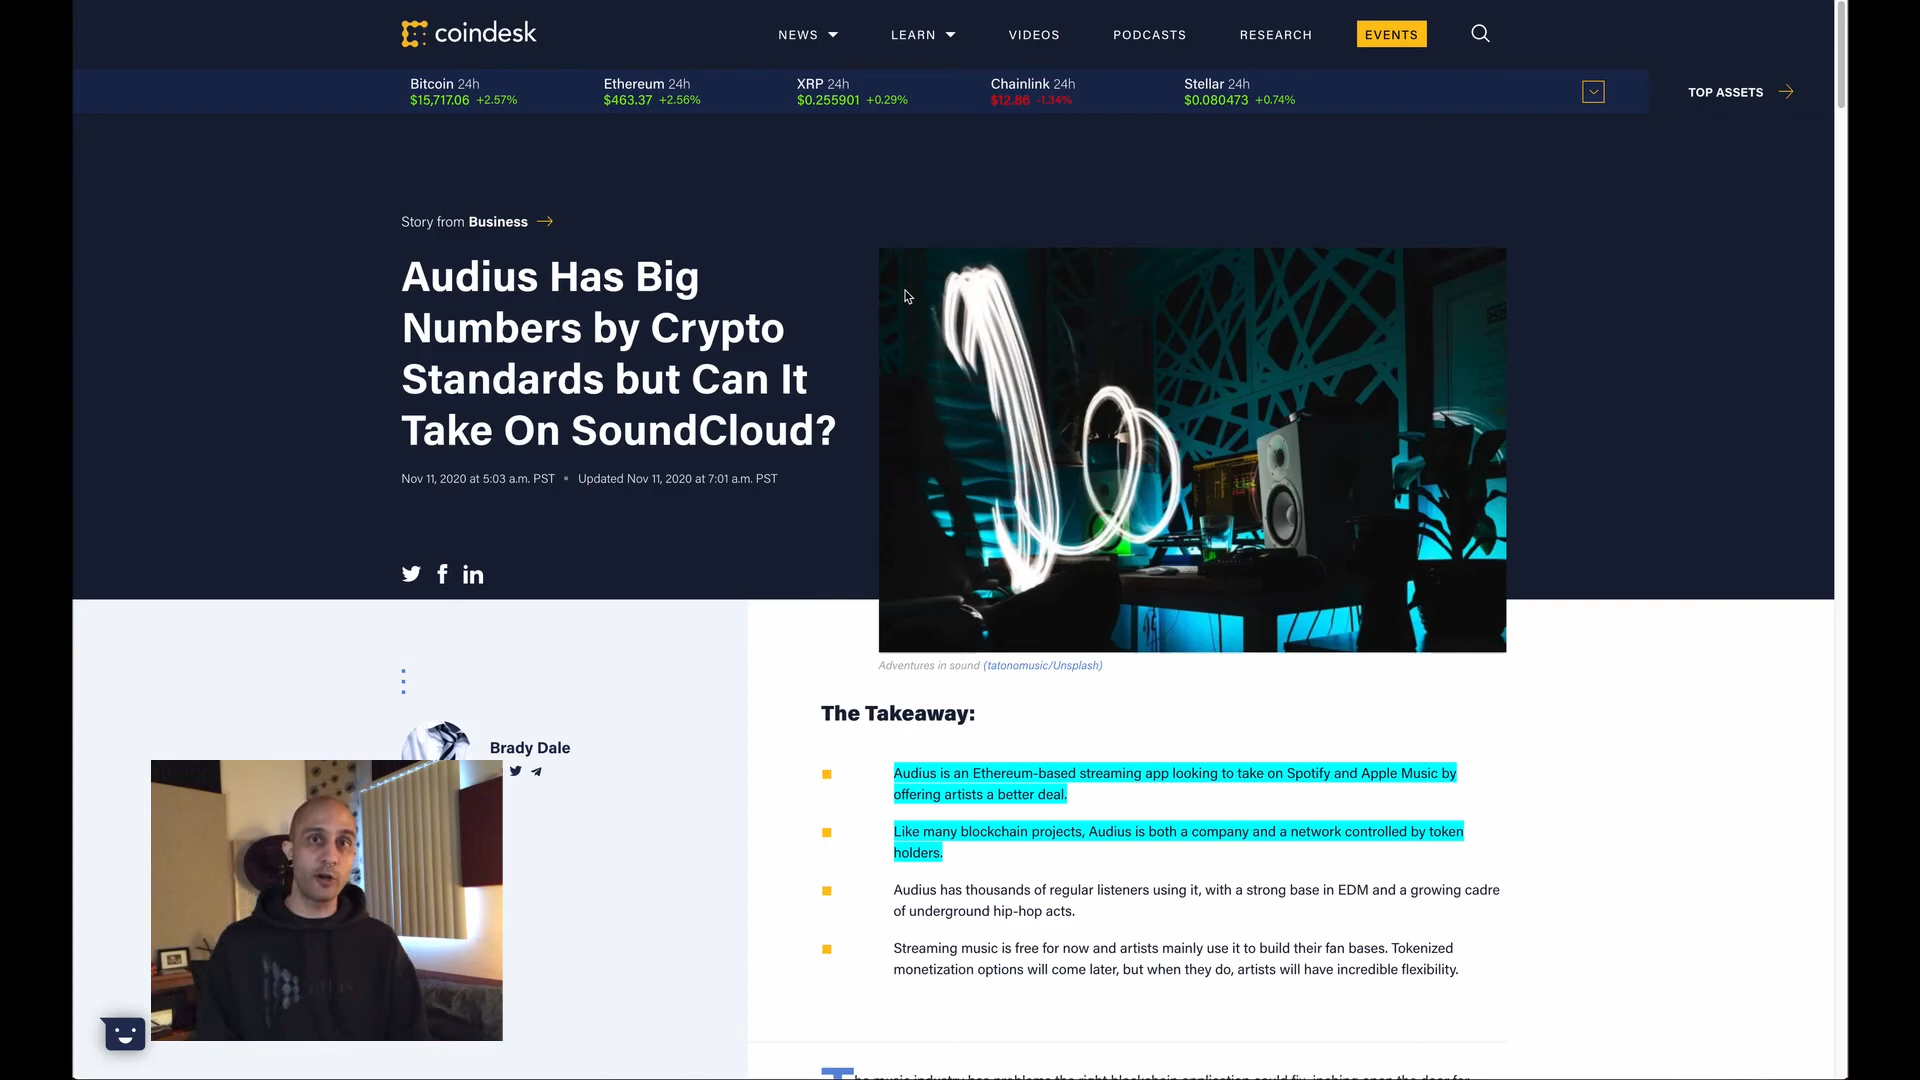 coindesk
NEWS
LEARN
VIDEOS
PODCASTS
RESEARCH
EVENTS
Bitcoin 24h
$15,717.06 +2.57%
Ethereum 24h
$463.37 +2.56%
XRP 24h
$0.255901 +0.29%
Chainlink 24h
$12.86 -1.34%
Stellar 24h
$0.080473 +0.74%
TOP ASSETS
Story from Business
Audius Has Big
Numbers by Crypto
Standards but Can It
Take On SoundCloud?
Nov 11, 2020 at 5:03 a.m. PST
Updated Nov 11, 2020 at 7:01 a.m. PST
Adventures in sound (tatonomusic/Unsplash)
Brady Dale
The Takeaway:
Audius is an Ethereum-based streaming app looking to take on Spotify and Apple Music by
offering artists a better deal.
Like many blockchain projects, Audius is both a company and a network controlled by token
holders.
Audius has thousands of regular listeners using it, with a strong base in EDM and a growing cadre
of underground hip-hop acts.
Streaming music is free for now and artists mainly use it to build their fan bases. Tokenized
monetization options will come later, but when they do, artists will have incredible flexibility.